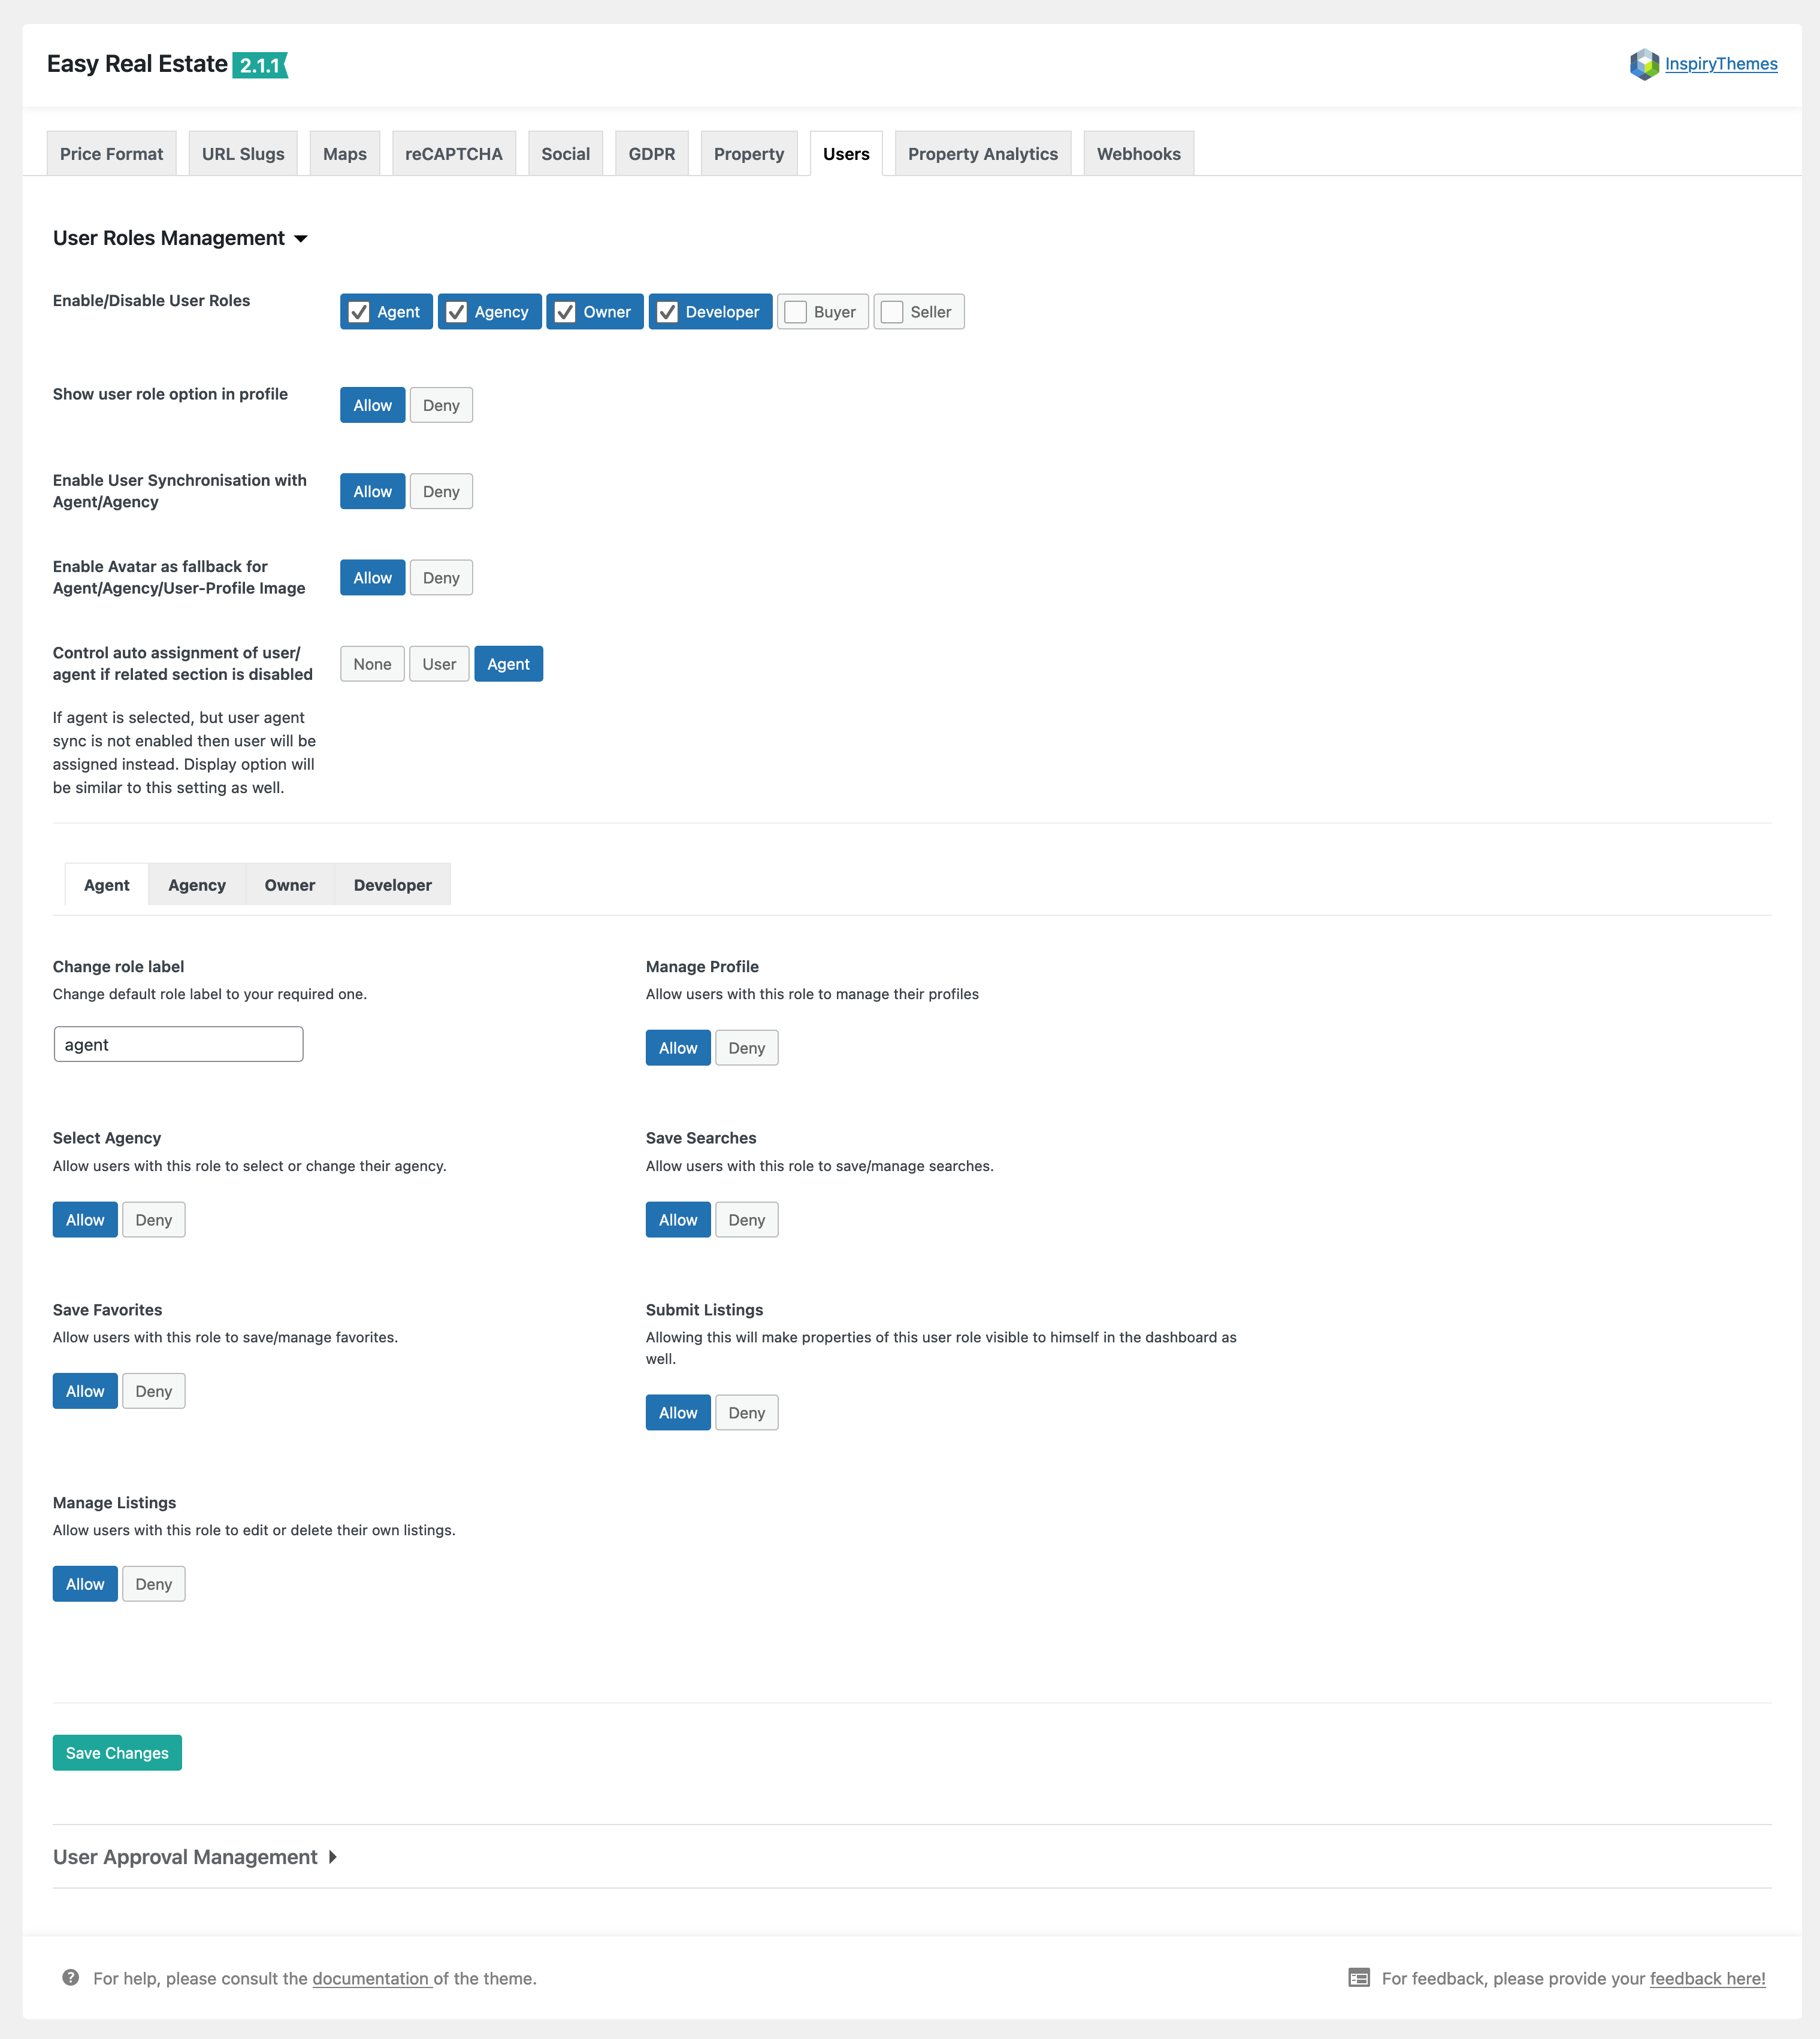 Easy Real Estate 2.1.1
InspiryThemes
Price Format
URL Slugs
Maps
reCAPTCHA
Social
GDPR
Property
Users
Property Analytics
Webhooks
User Roles Management
Enable/Disable User Roles
Agent
Agency
Owner
Developer
Buyer
Seller
Show user role option in profile
Allow
Deny
Enable User Synchronisation with
Agent/Agency
Allow
Deny
Enable Avatar as fallback for
Agent/Agency/User-Profile Image
Allow
Deny
Control auto assignment of user/
agent if related section is disabled
None
User
Agent
If agent is selected, but user agent
sync is not enabled then user will be
assigned instead. Display option will
be similar to this setting as well.
Agent
Agency
Owner
Developer
Change role label
Change default role label to your required one.
agent
Manage Profile
Allow users with this role to manage their profiles
Allow
Deny
Select Agency
Allow users with this role to select or change their agency.
Allow
Deny
Save Searches
Allow users with this role to save/manage searches.
Allow
Deny
Save Favorites
Allow users with this role to save/manage favorites.
Allow
Deny
Submit Listings
Allowing this will make properties of this user role visible to himself in the dashboard as
well.
Allow
Deny
Manage Listings
Allow users with this role to edit or delete their own listings.
Allow
Deny
Save Changes
User Approval Management
For help, please consult the documentation of the theme.
For feedback, please provide your feedback here!